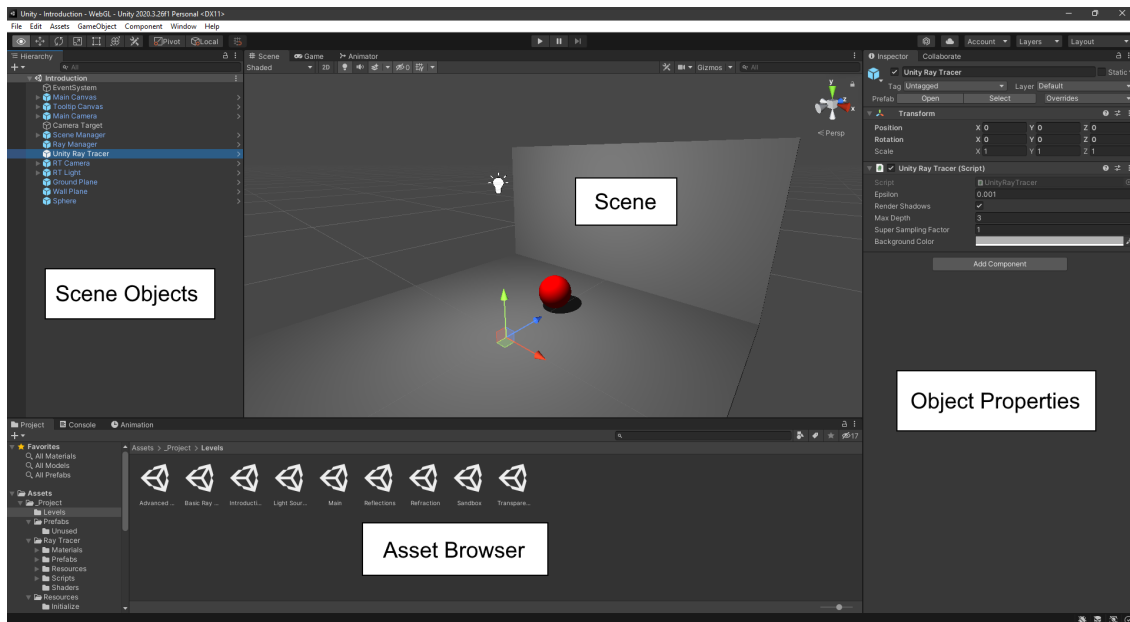 Unity - Introduction - WebGL - Unity 2020.3.26f1 Personal <DX11>
File Edit Assets GameObject Component Window Help
Pivot Local
Account Layers Layout
Hierarchy
All
Introduction
EventSystem
Main Canvas
Tooltip Canvas
Main Camera
Camera Target
Scene Manager
Ray Manager
Unity Ray Tracer
RT Camera
RT Light
Ground Plane
Wall Plane
Sphere
Scene Objects
Scene Game Animator
Shaded 2D 0 Gizmos All
y
z
x
Persp
Scene
Inspector Collaborate
Unity Ray Tracer Static
Tag Untagged Layer Default
Prefab Open Select Overrides
Transform
Position X 0 Y 0 Z 0
Rotation X 0 Y 0 Z 0
Scale X 1 Y 1 Z 1
Unity Ray Tracer (Script)
Script UnityRayTracer
Epsilon 0.001
Render Shadows
Max Depth 3
Super Sampling Factor 1
Background Color
Add Component
Object Properties
Project Console Animation
17
Favorites
All Materials
All Models
All Prefabs
Assets
_Project
Levels
Prefabs
Unused
Ray Tracer
Materials
Prefabs
Resources
Scripts
Shaders
Resources
Initialize
Assets > _Project > Levels
Advanced ... Basic Ray ... Introducti... Light Sour... Main Reflections Refraction Sandbox Transpare...
Asset Browser